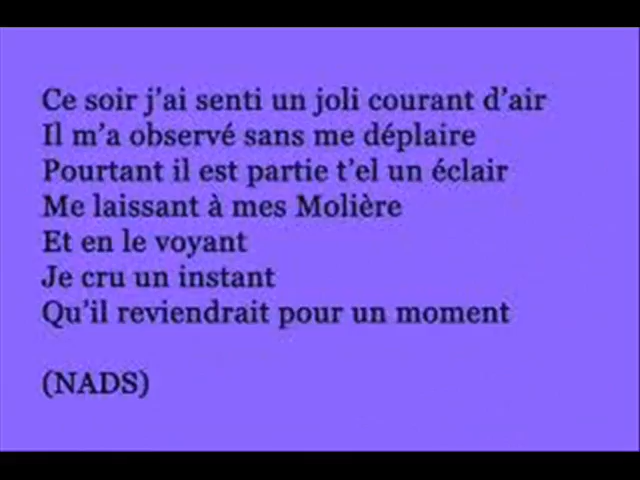 Ce soir j'ai senti un joli courant d'air
Il m'a observé sans me déplaire
Pourtant il est partie t'el un éclair
Me laissant à mes Molière
Et en le voyant
Je cru un instant
Qu'il reviendrait pour un moment
(NADS)